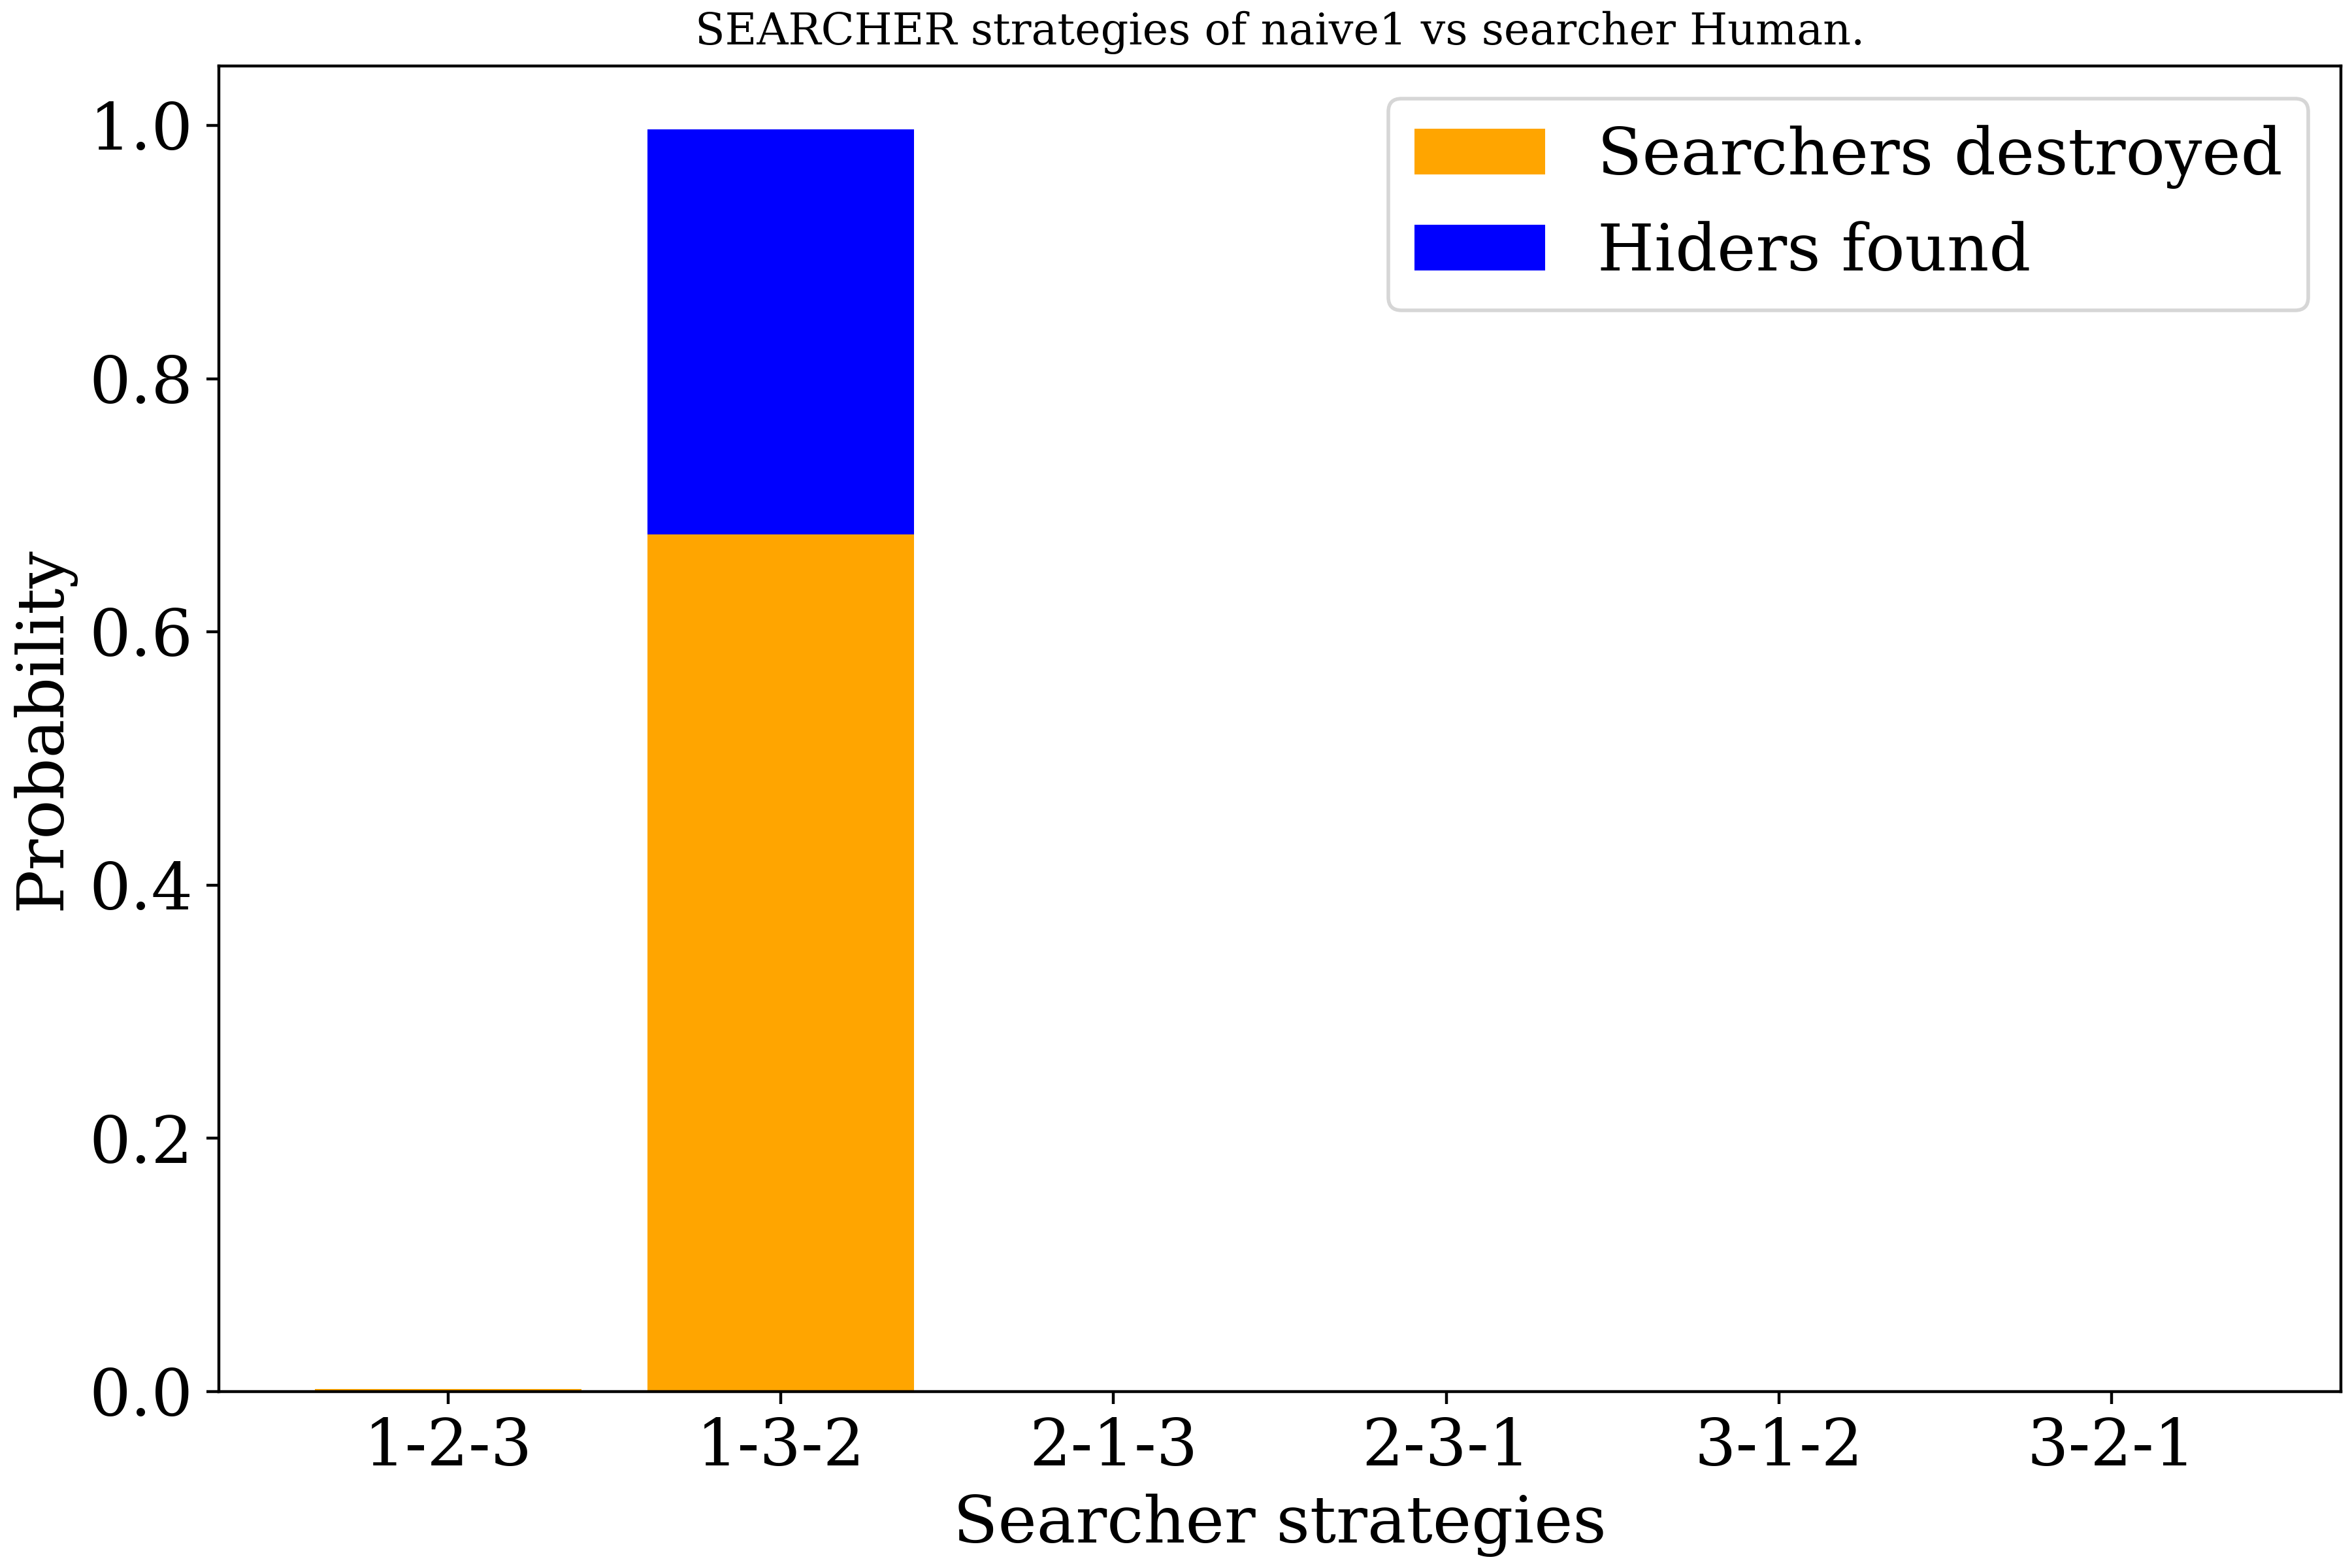 SEARCHER strategies of naive1 vs searcher Human.
Searchers destroyed
Hiders found
Probability
1.0
0.8
0.6
0.4
0.2
0.0
1-2-3 1-3-2 2-1-3 2-3-1 3-1-2 3-2-1
Searcher strategies